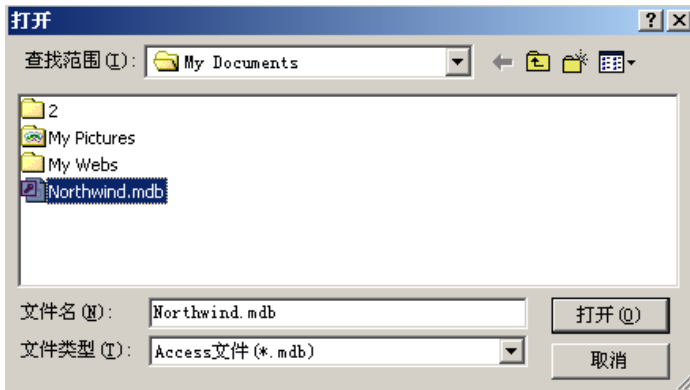 打开
查找范围(I): My Documents
2
My Pictures
My Webs
Northwind.mdb
文件名(N): Northwind.mdb 打开(O)
文件类型(T): Access文件(*.mdb) 取消